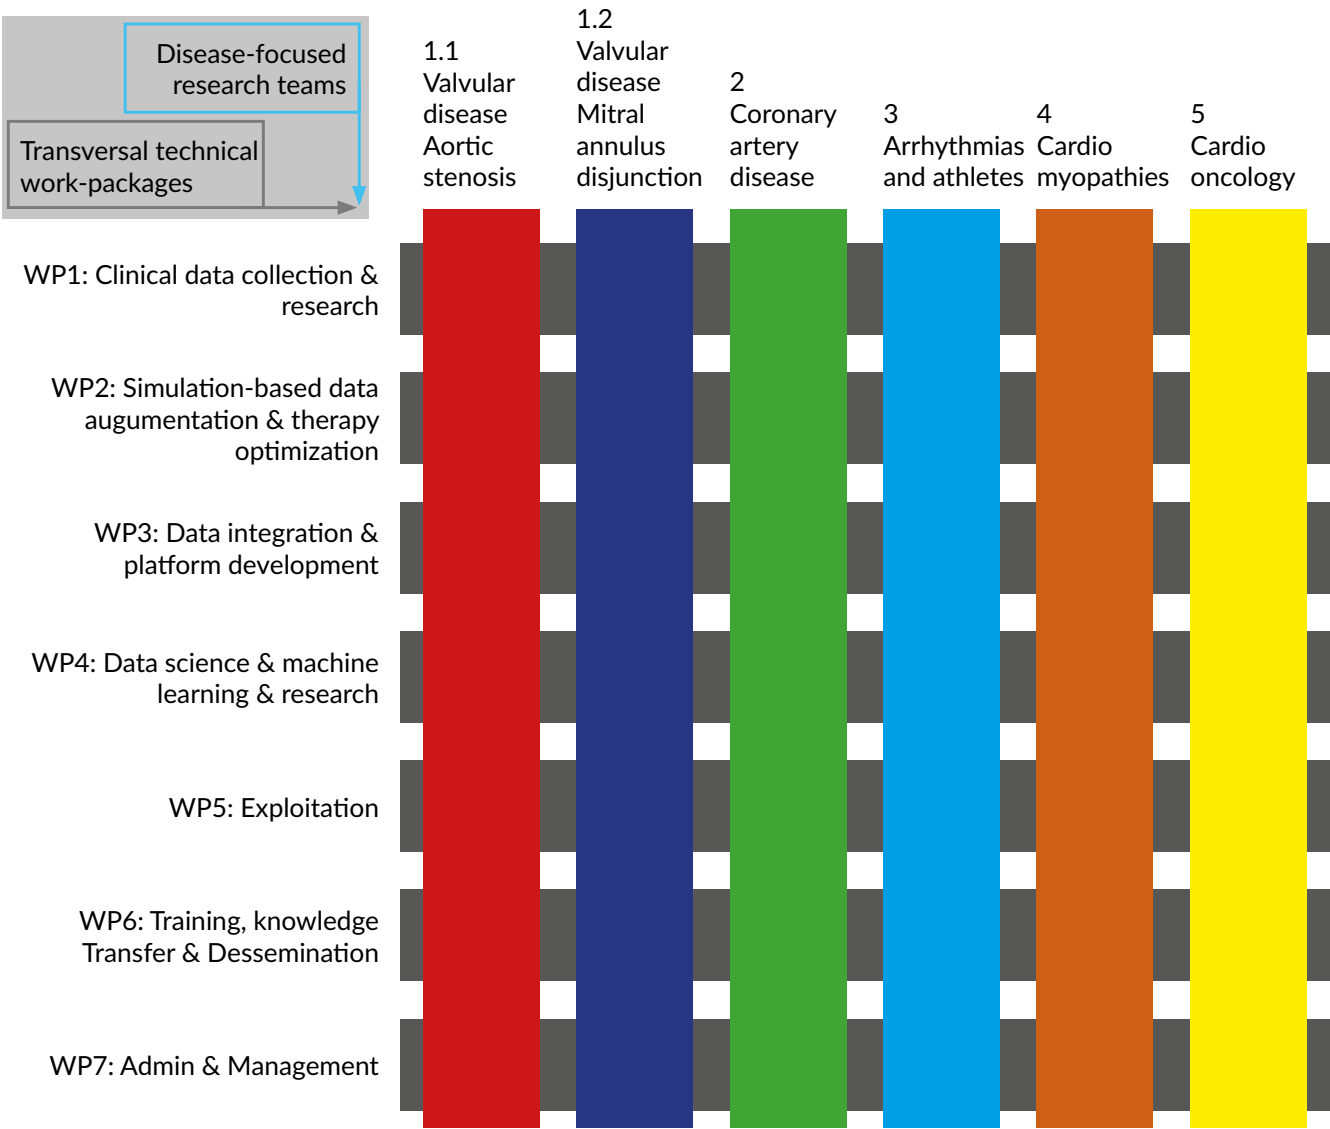 Disease-focused
research teams
Transversal technical
work-packages
1.1
Valvular
disease
Aortic
stenosis
1.2
Valvular
disease
Mitral
annulus
disjunction
2
Coronary
artery
disease
3
Arrhythmias
and athletes
4
Cardio
myopathies
5
Cardio
oncology
WP1: Clinical data collection &
research
WP2: Simulation-based data
augumentation & therapy
optimization
WP3: Data integration &
platform development
WP4: Data science & machine
learning & research
WP5: Exploitation
WP6: Training, knowledge
Transfer & Dessemination
WP7: Admin & Management